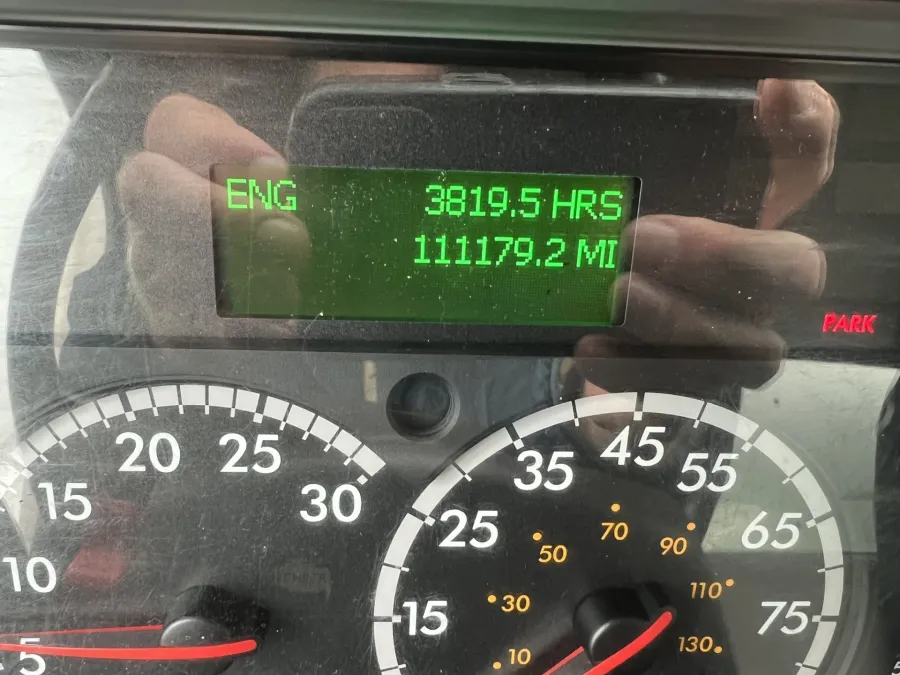 ENG 3819.5 HRS
111179.2 MI
PARK
5 10 15 20 25 30
15 25 35 45 55 65 75
10 30 50 70 90 110 130